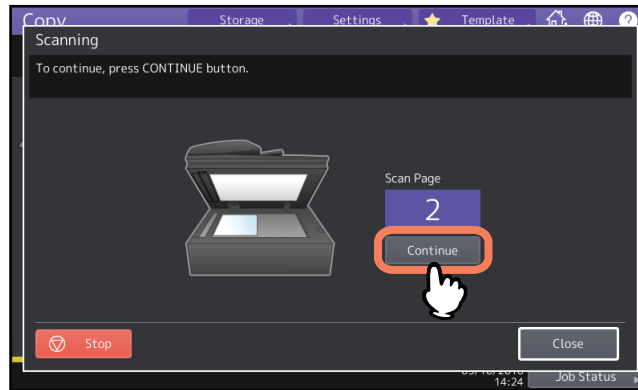 Copy
Storage
Settings
Template
Scanning
To continue, press CONTINUE button.
Scan Page
2
Continue
Stop
Close
14:24
Job Status